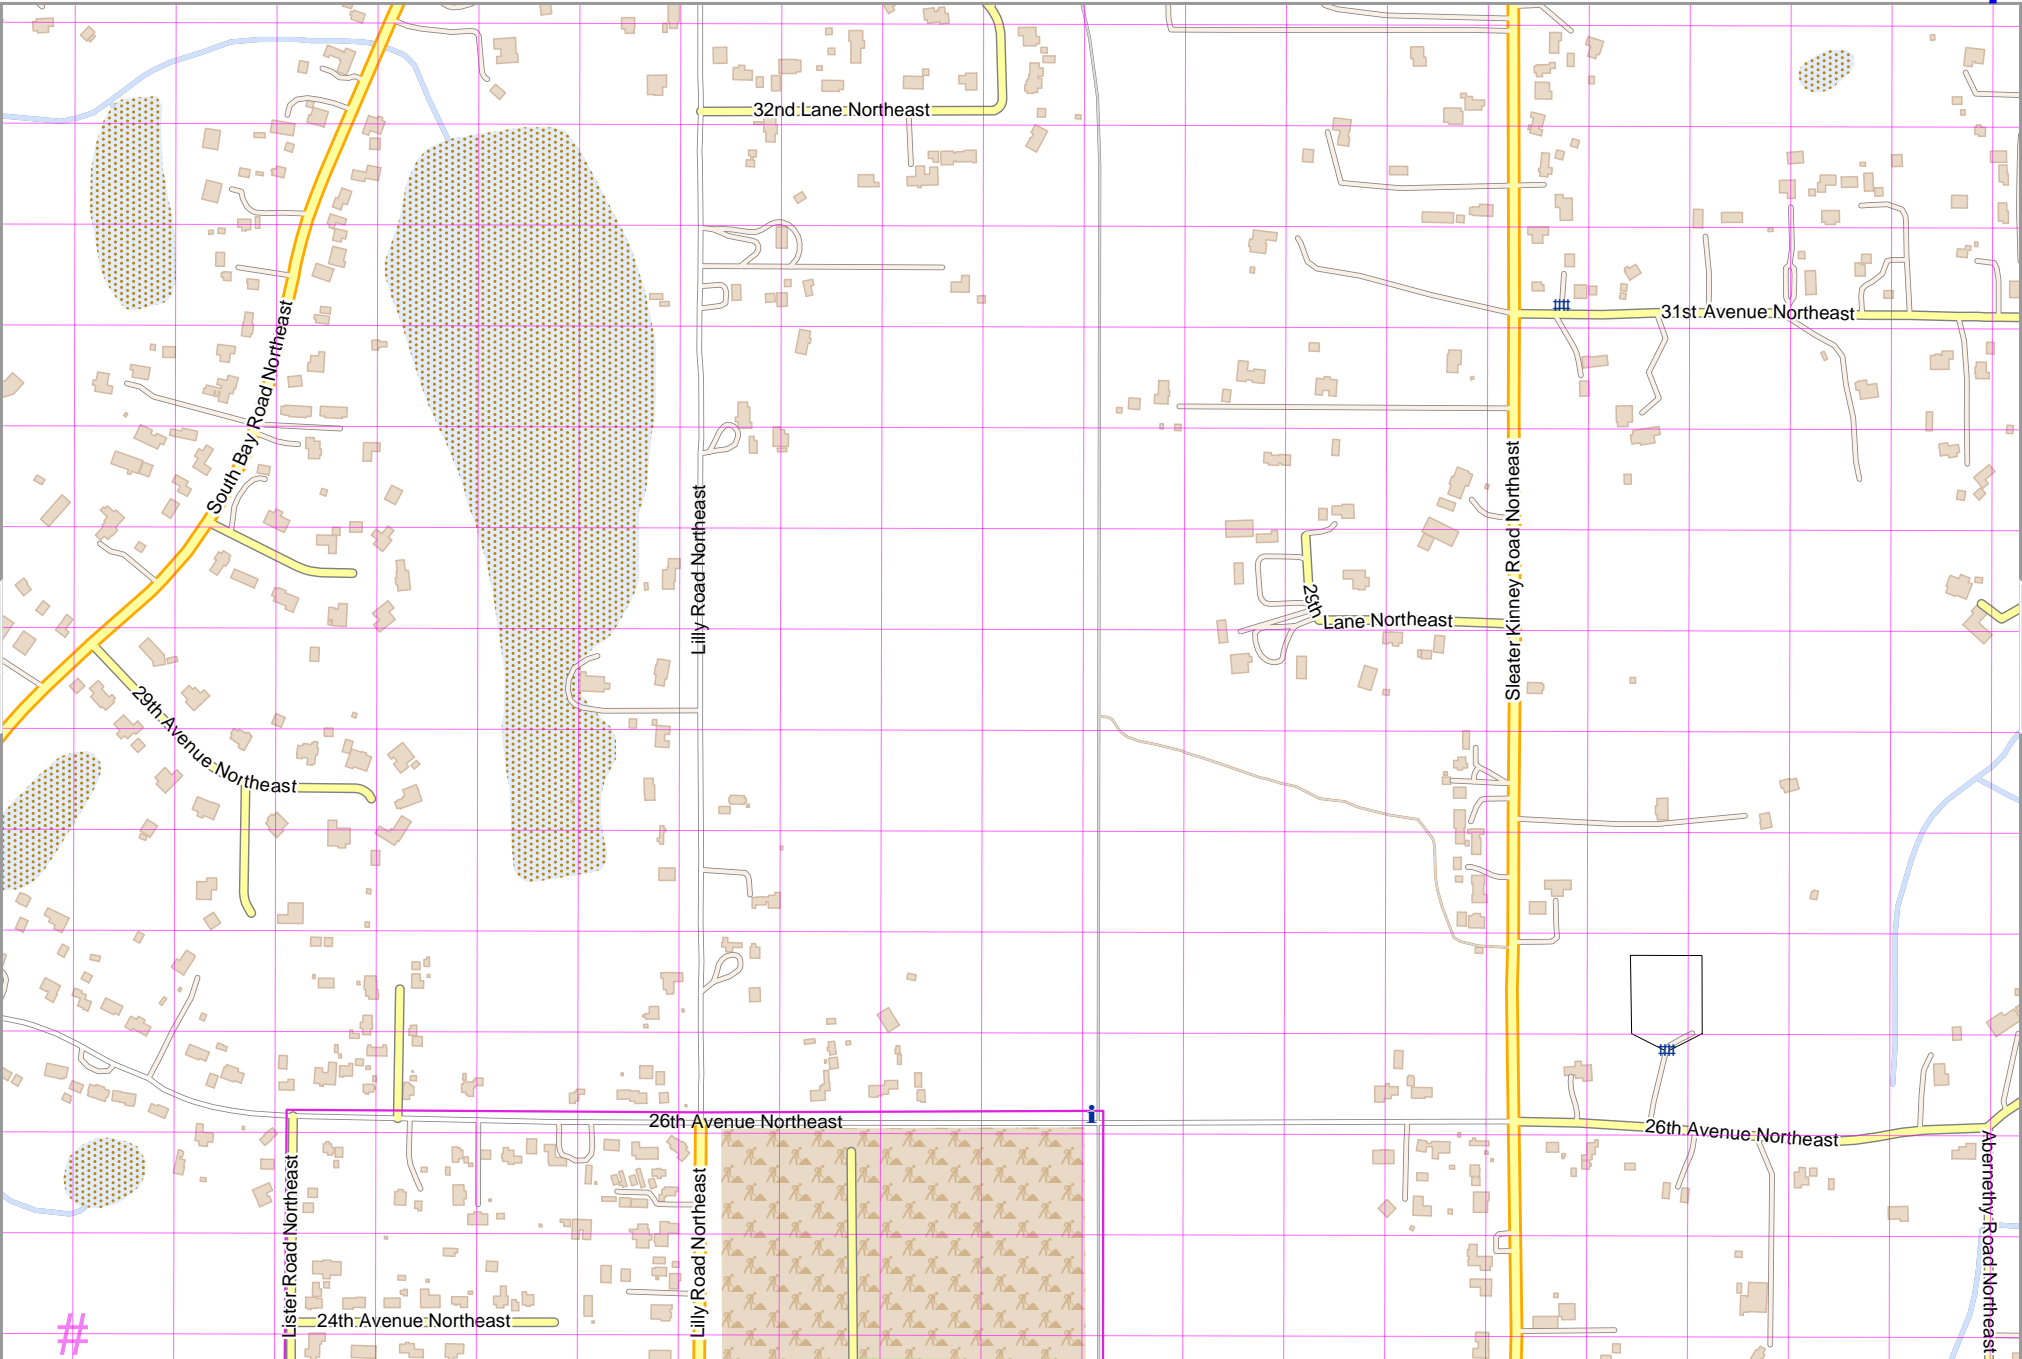 32nd Lane Northeast
31st Avenue Northeast
South Bay Road Northeast
Lilly Road Northeast
Sleater Kinney Road Northeast
29th Lane Northeast
29th Avenue Northeast
26th Avenue Northeast
26th Avenue Northeast
Lister Road Northeast
Lilly Road Northeast
Abernethy Road Northeast
24th Avenue Northeast
i
#